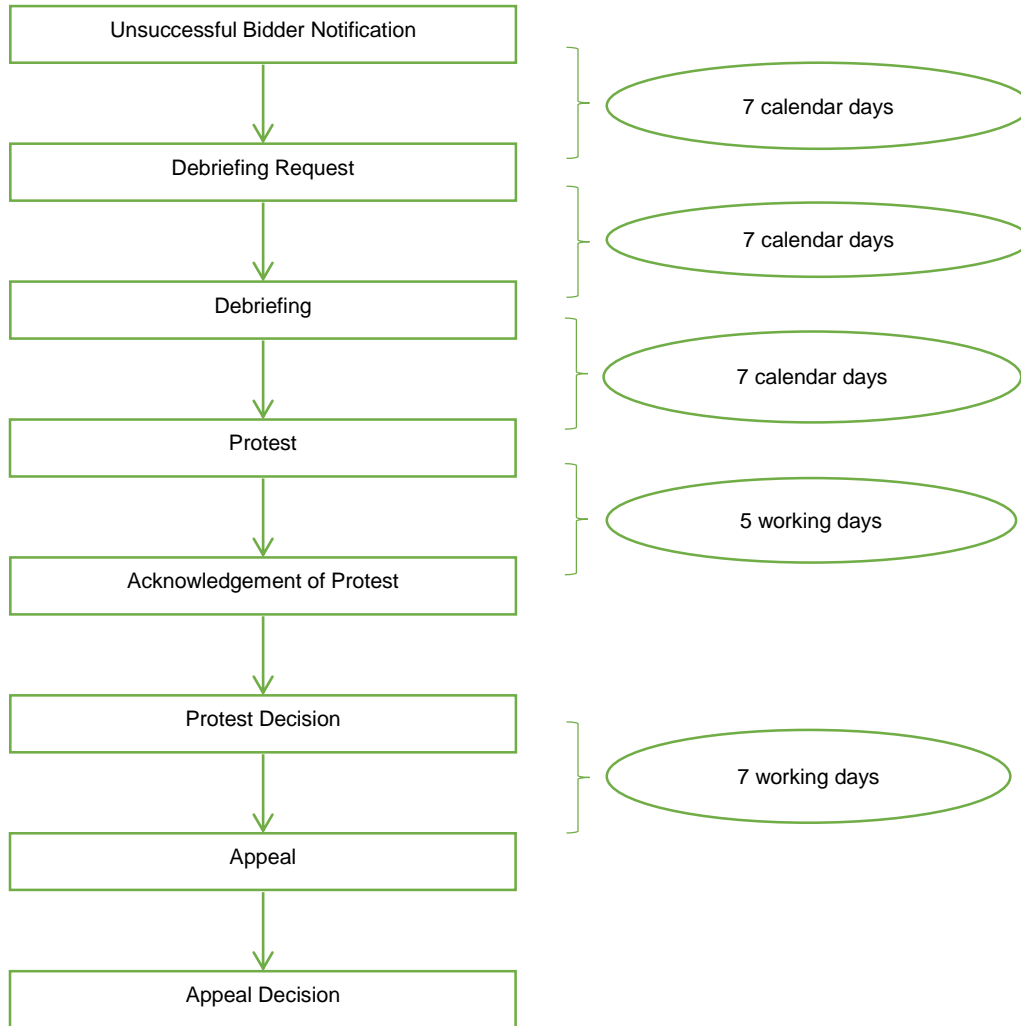 Unsuccessful Bidder Notification
7 calendar days
Debriefing Request
7 calendar days
Debriefing
7 calendar days
Protest
5 working days
Acknowledgement of Protest
Protest Decision
7 working days
Appeal
Appeal Decision